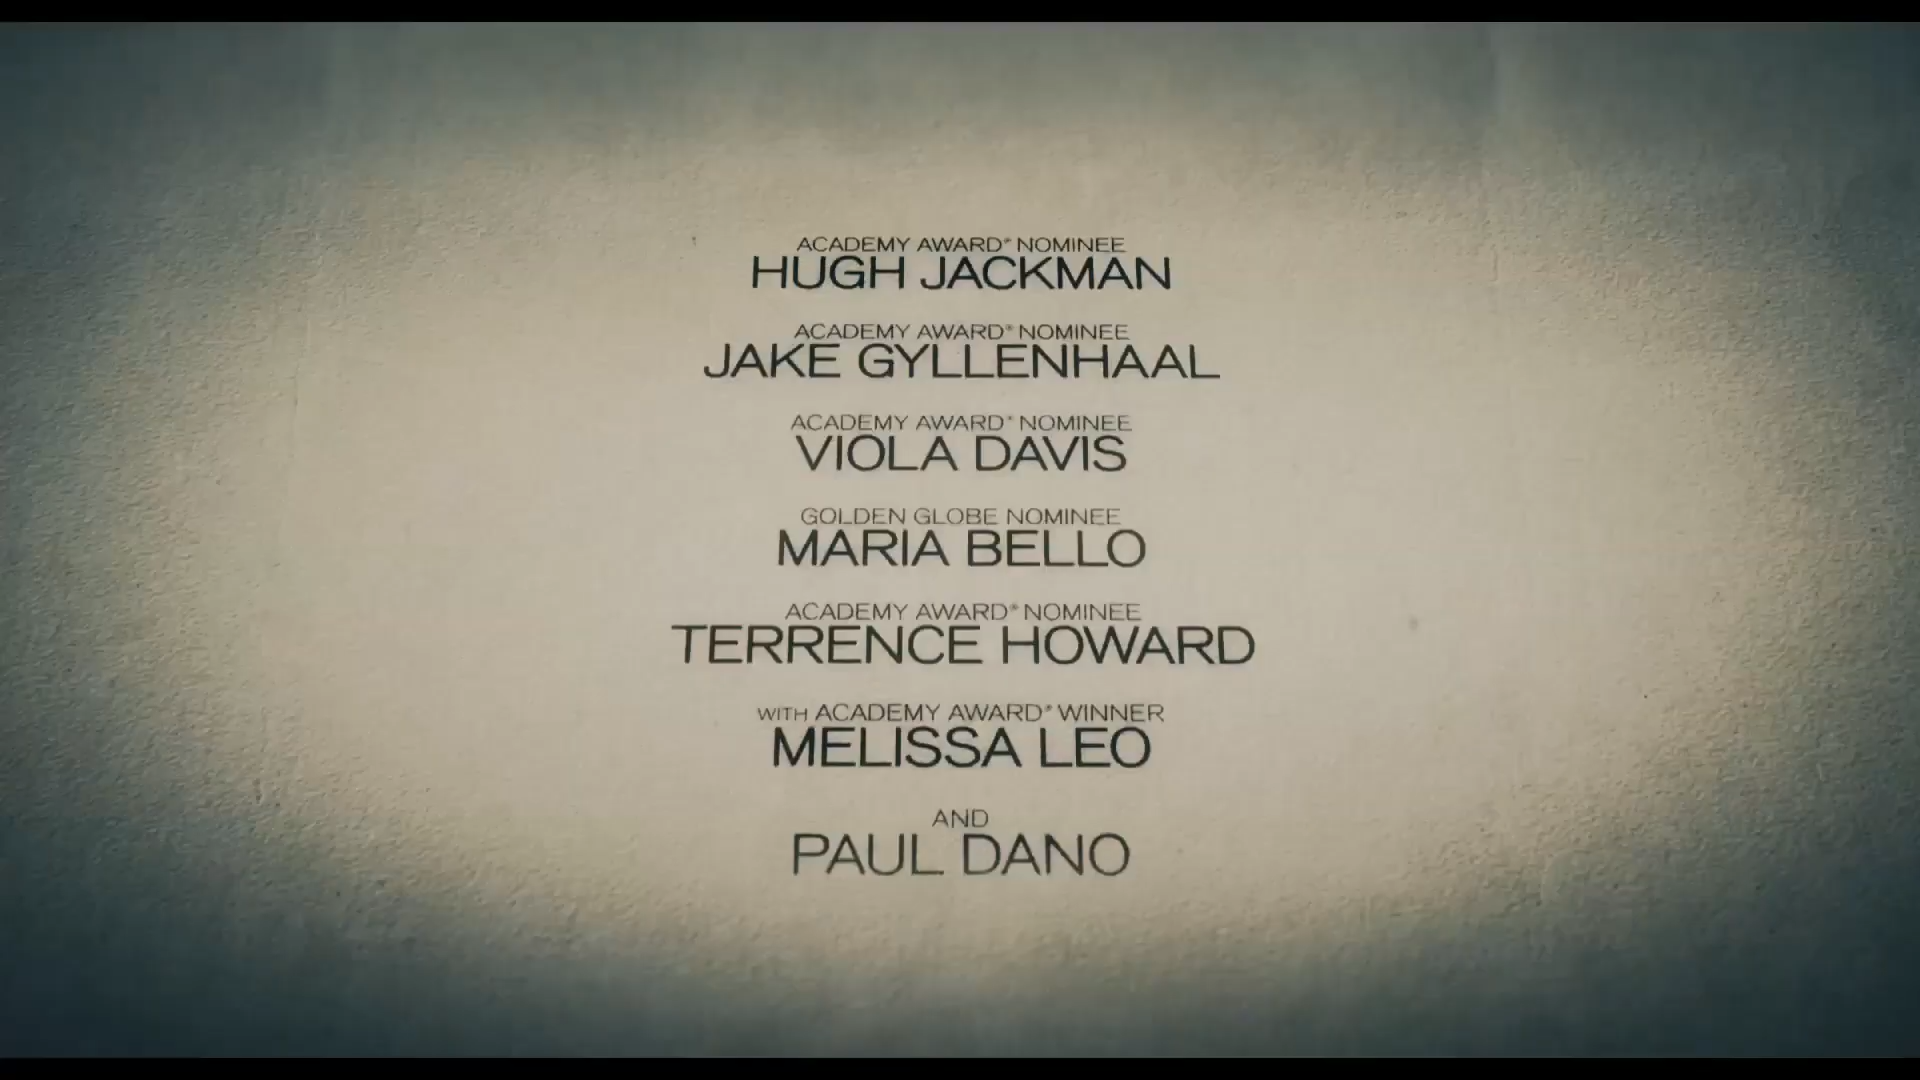 ACADEMY AWARD® NOMINEE
HUGH JACKMAN
ACADEMY AWARD® NOMINEE
JAKE GYLLENHAAL
ACADEMY AWARD® NOMINEE
VIOLA DAVIS
GOLDEN GLOBE NOMINEE
MARIA BELLO
ACADEMY AWARD® NOMINEE
TERRENCE HOWARD
WITH ACADEMY AWARD® WINNER
MELISSA LEO
AND
PAUL DANO